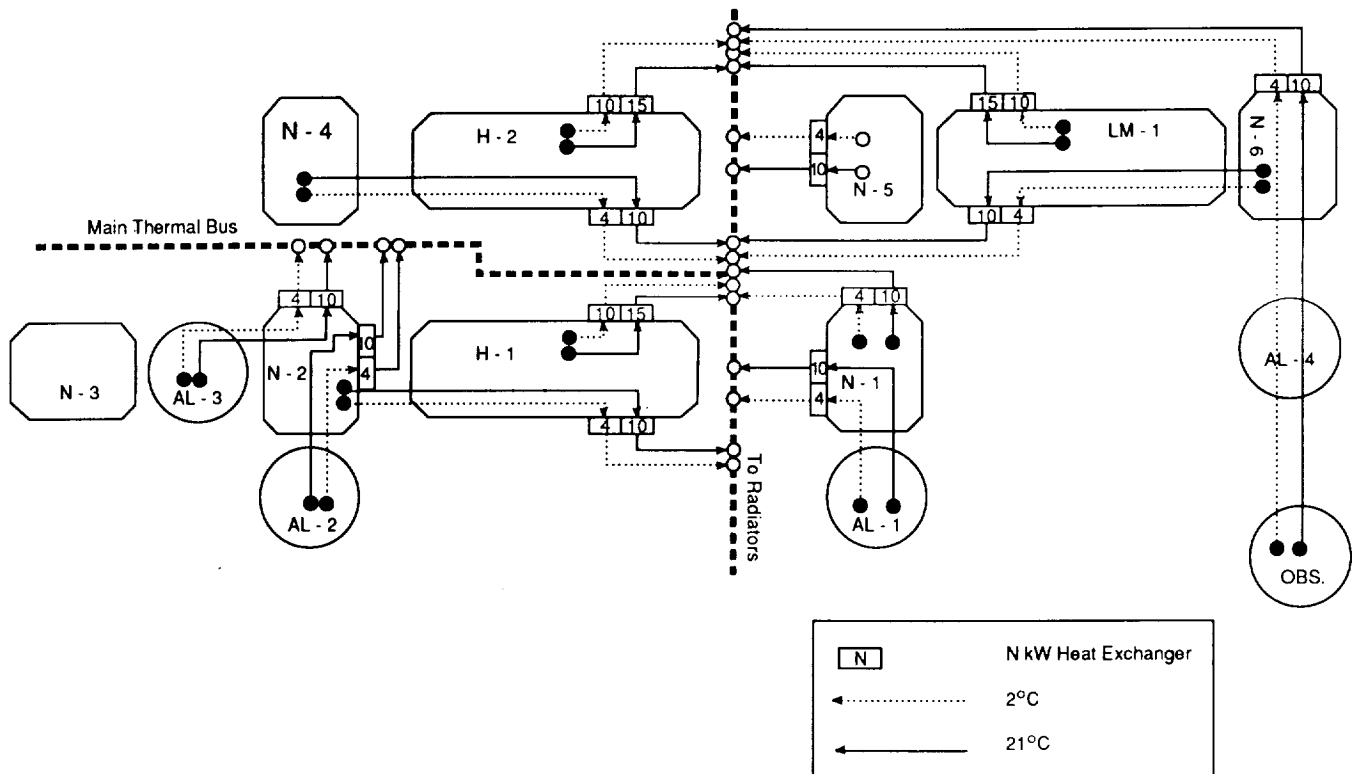 10 15
N - 4
H - 2
4 10
Main Thermal Bus
4
10
N - 5
15 10
LM - 1
10 4
4 10
N - 6
4 10
N - 3
AL - 3
N - 2
10
4
AL - 2
10 15
H - 1
4 10
To Radiators
4 10
10
4
N - 1
AL - 1
AL - 4
OBS.
N N kW Heat Exchanger
2°C
21°C